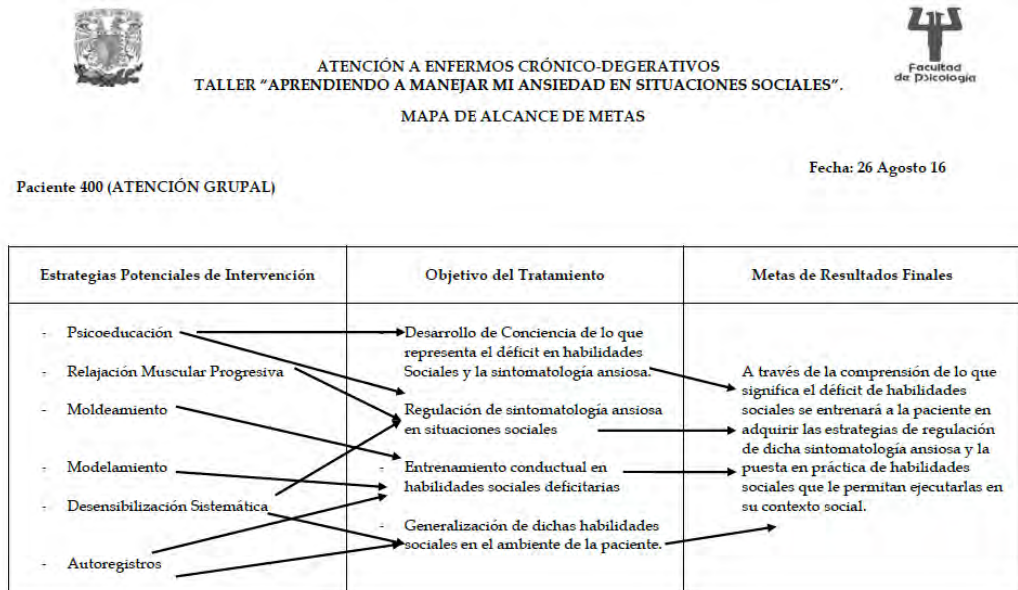 Facultad
de Psicología
ATENCIÓN A ENFERMOS CRÓNICO-DEGERATIVOS
TALLER “APRENDIENDO A MANEJAR MI ANSIEDAD EN SITUACIONES SOCIALES”.
MAPA DE ALCANCE DE METAS
Fecha: 26 Agosto 16
Paciente 400 (ATENCIÓN GRUPAL)
Estrategias Potenciales de Intervención
- Psicoeducación
- Relajación Muscular Progresiva
- Moldeamiento
- Modelamiento
- Desensibilización Sistemática
- Autoregistros
Objetivo del Tratamiento
- Desarrollo de Conciencia de lo que
representa el déficit en habilidades
Sociales y la sintomatología ansiosa.
- Regulación de sintomatología ansiosa
en situaciones sociales
- Entrenamiento conductual en
habilidades sociales deficitarias
- Generalización de dichas habilidades
sociales en el ambiente de la paciente.
Metas de Resultados Finales
A través de la comprensión de lo que
significa el déficit de habilidades
sociales se entrenará a la paciente en
adquirir las estrategias de regulación
de dicha sintomatología ansiosa y la
puesta en práctica de habilidades
sociales que le permitan ejecutarlas en
su contexto social.